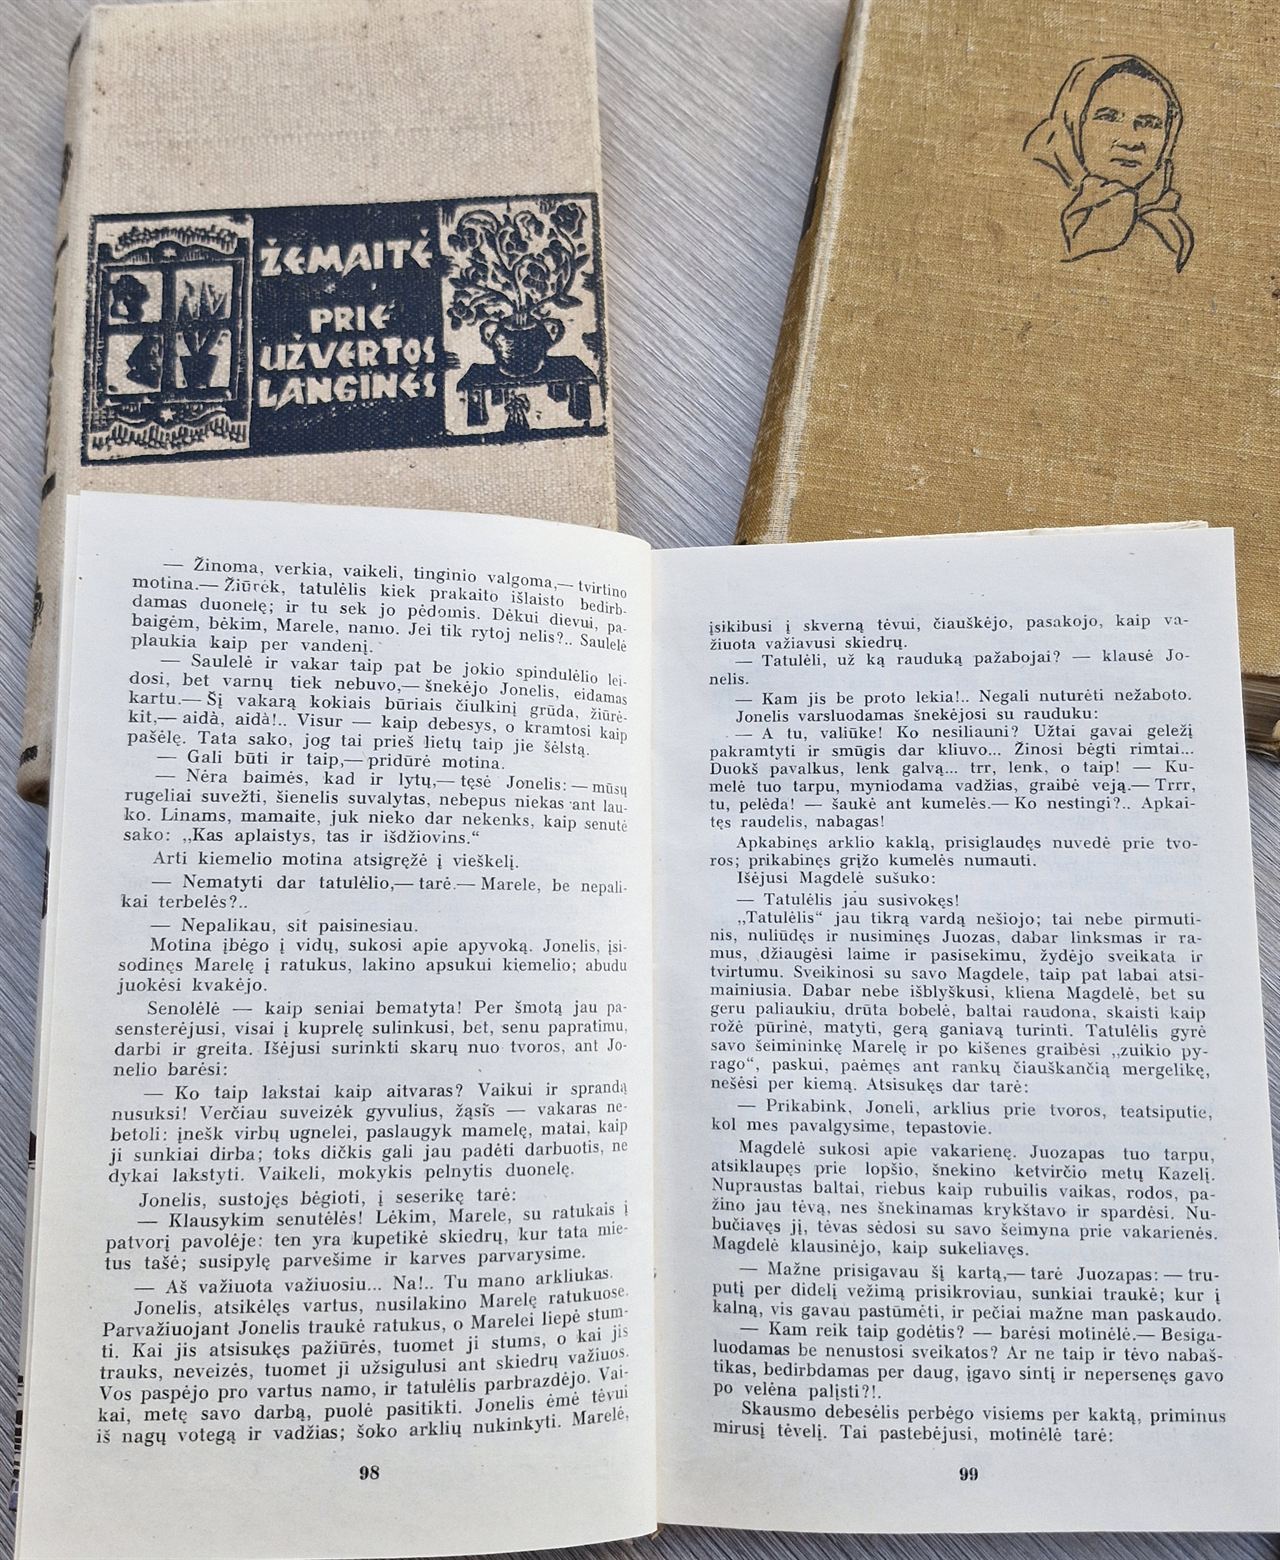 ŽEMAITĖ
PRIE
UŽVERTOS
LANGINĖS
— Žinoma, verkia, vaikeli, tinginio valgoma,— tvirtino
motina.— Žiūrėk, tatulėlis kiek prakaito išlaisto bedirb-
damas duonelę; ir tu sek jo pėdomis. Dėkui dievui, pa-
baigėm, bėkim, Marele, namo. Jei tik rytoj nelis?.. Saulelė
plaukia kaip per vandenį.
— Saulelė ir vakar taip pat be jokio spindulėlio lei-
dosi, bet varnų tiek nebuvo,— šnekėjo Jonelis, eidamas
kartu.— Šį vakarą kokiais būriais čiulkinį grūda, žiūrė-
kit,— aidà, aidà!.. Visur — kaip debesys, o kramtosi kaip
pašėlę. Tata sako, jog tai prieš lietų taip jie šėlstą.
— Gali būti ir taip,— pridūrė motina.
— Nėra baimės, kad ir lytų,— tęsė Jonelis: — mūsų
rugeliai suvežti, šienelis suvalytas, nebepus niekas ant lau-
ko. Linams, mamaite, juk nieko dar nekenks, kaip senutė
sako: „Kas aplaistys, tas ir išdžiovins.“
Arti kiemelio motina atsigrężė į vieškelį.
— Nematyti dar tatulėlio,— tarė.— Marele, be nepali-
kai terbelės?..
— Nepalikau, sit paisinesiau.
Motina įbėgo į vidų, sukosi apie apyvoką. Jonelis, įsi-
sodinęs Marelę į ratukus, lakino apsukui kiemelio; abudu
juokėsi kvakėjo.
Senolėlė — kaip seniai bematyta! Per šmotą jau pa-
sensterėjusi, visai į kuprelę sulinkusi, bet, senu papratimu,
darbi ir greita. Išėjusi surinkti skarų nuo tvoros, ant Jo-
nelio barėsi:
— Ko taip lakstai kaip aitvaras? Vaikui ir sprandą
nusuksi! Verčiau suveizėk gyvulius, žąsis — vakaras ne-
betoli: įnešk virbų ugnelei, paslaugyk mamelę, matai, kaip
ji sunkiai dirba; toks dičkis gali jau padėti darbuotis, ne
dykai lakstyti. Vaikeli, mokykis pelnytis duonelę.
Jonelis, sustojęs bėgioti, į seserikę tarė:
— Klausykim senutėlės! Lėkim, Marele, su ratukais į
patvorį pavolėje: ten yra kupetikė skiedrų, kur tata mie-
tus tašė; susipylę parvešime ir karves parvarysime.
— Aš važiuota važiuosiu... Na!.. Tu mano arkliukas.
Jonelis, atsikėlęs vartus, nusilakino Marelę ratukuose.
Parvažiuojant Jonelis traukė ratukus, o Marelei liepė stum-
ti. Kai jis atsisukęs pažiūrės, tuomet ji stums, o kai jis
trauks, neveizės, tuomet ji užsigulusi ant skiedrų važiuos.
Vos paspėjo pro vartus namo, ir tatulėlis parbrazdėjo. Vai-
kai, metę savo darbą, puolė pasitikti. Jonelis ėmė tėvui
iš nagų votegą ir vadžias; šoko arklių nukinkyti. Marelė,
98
įsikibusi į skverną tėvui, čiauškėjo, pasakojo, kaip va-
žiuota važiavusi skiedrų.
— Tatulėli, už ką rauduką pažabojai? — klausė Jo-
nelis.
— Kam jis be proto lekia!.. Negali nuturėti nežaboto.
Jonelis varsluodamas šnekėjosi su rauduku:
— A tu, valiūke! Ko nesiliauni? Užtai gavai geležį
pakramtyti ir smūgis dar kliuvo... Žinosi bėgti rimtai...
Duokš pavalkus, lenk galvą... trr, lenk, o taip! — Ku-
melė tuo tarpu, myniodama vadžias, graibė veją.— Trrr,
tu, pelėda! — šaukė ant kumelės.— Ko nestingi?.. Apkai-
tęs raudelis, nabagas!
Apkabinęs arklio kaklą, prisiglaudęs nuvedė prie tvo-
ros; prikabinęs grįžo kumelės numauti.
Išėjusi Magdelė sušuko:
— Tatulėlis jau susivokęs!
„Tatulėlis“ jau tikrą vardą nešiojo; tai nebe pirmuti-
nis, nuliūdęs ir nusiminęs Juozas, dabar linksmas ir ra-
mus, džiaugėsi laime ir pasisekimu, žydėjo sveikata ir
tvirtumu. Sveikinosi su savo Magdele, taip pat labai atsi-
mainiusia. Dabar nebe išblyškusi, kliena Magdelė, bet su
geru paliaukiu, drūta bobelė, baltai raudona, skaisti kaip
rožė pūrinė, matyti, gerą ganiavą turinti. Tatulėlis gyrė
savo šeimininkę Marelę ir po kišenes graibėsi „zuikio py-
rago“, paskui, paėmęs ant rankų čiauškančią mergelikę,
nešėsi per kiemą. Atsisukęs dar tarė:
— Prikabink, Joneli, arklius prie tvoros, teatsiputie,
kol mes pavalgysime, tepastovie.
Magdelė sukosi apie vakarienę. Juozapas tuo tarpu,
atsiklaupęs prie lopšio, šnekino ketvirčio metų Kazelį.
Nupraustas baltai, riebus kaip rubuilis vaikas, rodos, pa-
žino jau tėvą, nes šnekinamas krykštavo ir spardėsi. Nu-
bučiavęs jį, tėvas sėdosi su savo šeimyna prie vakarienės.
Magdelė klausinėjo, kaip sukeliavęs.
— Mažne prisigavau šį kartą,— tarė Juozapas: — tru-
putį per didelį vežimą prisikroviau, sunkiai traukė; kur į
kalną, vis gavau pastūmėti, ir pečiai mažne man paskaudo.
— Kam reik taip godėtis? — barėsi motinėlė.— Besiga-
luodamas be nenustosi sveikatos? Ar ne taip ir tėvo nabaš-
tikas, bedirbdamas per daug, įgavo sintį ir nepersenęs gavo
po velėna palįsti?!.
Skausmo debesėlis perbėgo visiems per kaktą, priminus
mirusį tėvelį. Tai pastebėjusi, motinėlė tarė:
99